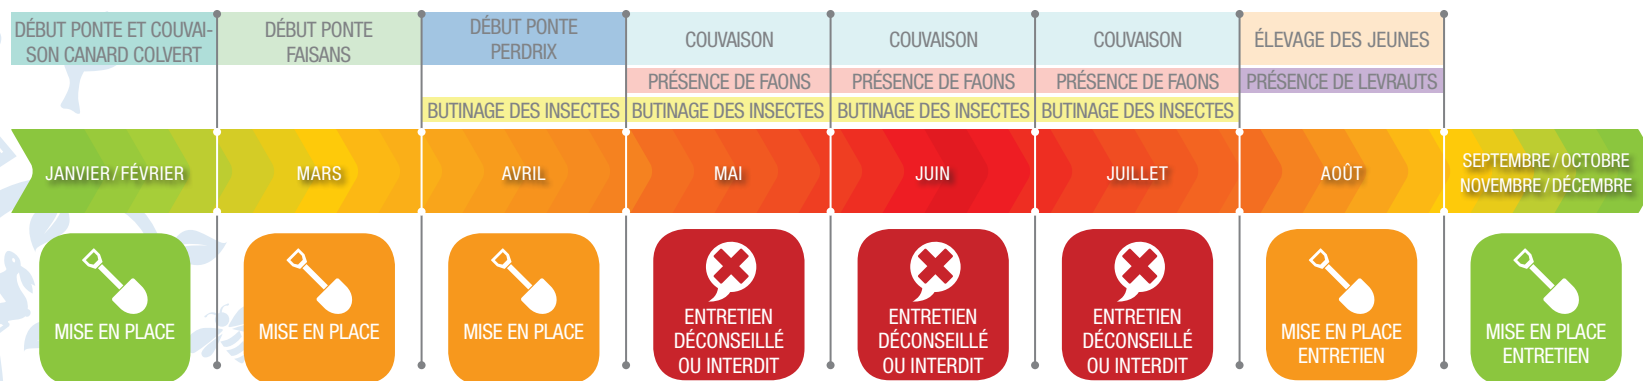 DÉBUT PONTE ET COUVAI-
SON CANARD COLVERT
DÉBUT PONTE
FAISANS
DÉBUT PONTE
PERDRIX
COUVAISON
COUVAISON
COUVAISON
ÉLEVAGE DES JEUNES
PRÉSENCE DE FAONS
PRÉSENCE DE FAONS
PRÉSENCE DE FAONS
PRÉSENCE DE LEVRAUTS
BUTINAGE DES INSECTES
BUTINAGE DES INSECTES
BUTINAGE DES INSECTES
BUTINAGE DES INSECTES
JANVIER / FÉVRIER
MARS
AVRIL
MAI
JUIN
JUILLET
AOÛT
SEPTEMBRE / OCTOBRE
NOVEMBRE / DÉCEMBRE
MISE EN PLACE
MISE EN PLACE
MISE EN PLACE
ENTRETIEN
DÉCONSEILLÉ
OU INTERDIT
ENTRETIEN
DÉCONSEILLÉ
OU INTERDIT
ENTRETIEN
DÉCONSEILLÉ
OU INTERDIT
MISE EN PLACE
ENTRETIEN
MISE EN PLACE
ENTRETIEN